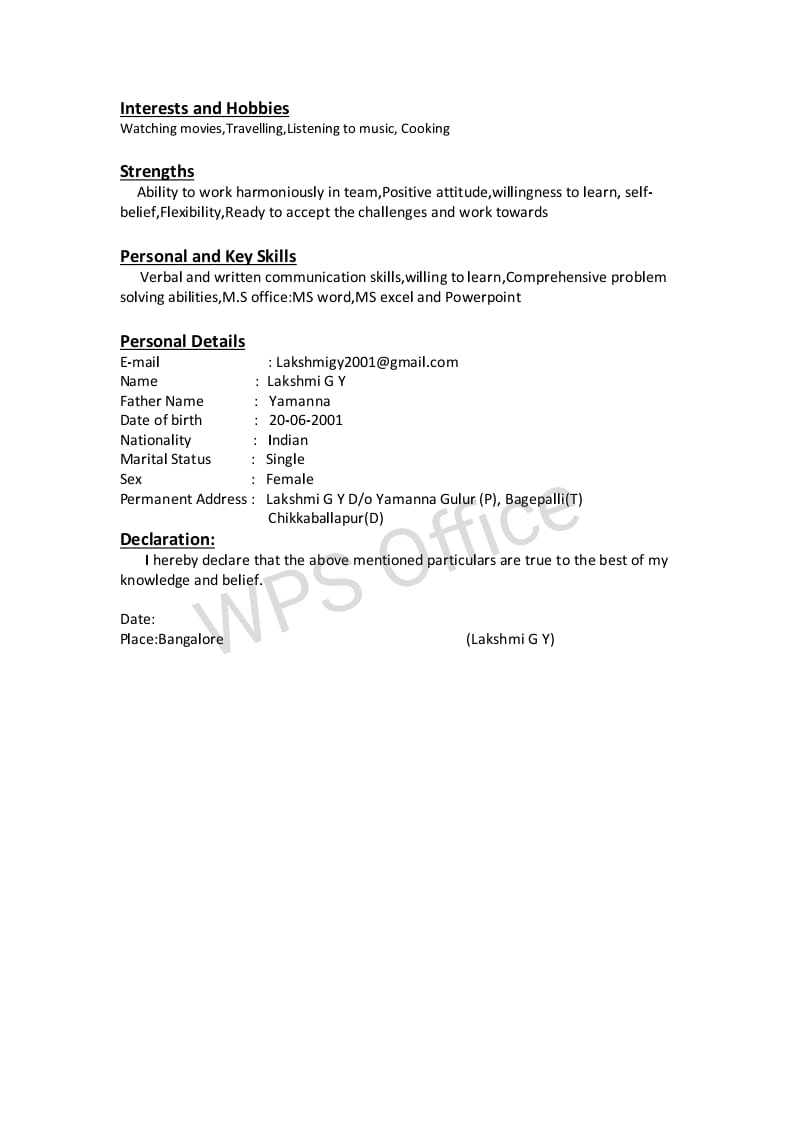 Interests and Hobbies
Watching movies,Travelling,Listening to music, Cooking
Strengths
Ability to work harmoniously in team,Positive attitude,willingness to learn, self-
belief,Flexibility,Ready to accept the challenges and work towards
Personal and Key Skills
Verbal and written communication skills,willing to learn,Comprehensive problem
solving abilities,M.S office:MS word,MS excel and Powerpoint
Personal Details
E-mail : Lakshmigy2001@gmail.com
Name : Lakshmi G Y
Father Name : Yamanna
Date of birth : 20-06-2001
Nationality : Indian
Marital Status : Single
Sex : Female
Permanent Address : Lakshmi G Y D/o Yamanna Gulur (P), Bagepalli(T)
Chikkaballapur(D)
Declaration:
I hereby declare that the above mentioned particulars are true to the best of my
knowledge and belief.
Date:
Place:Bangalore (Lakshmi G Y)
WPS Office